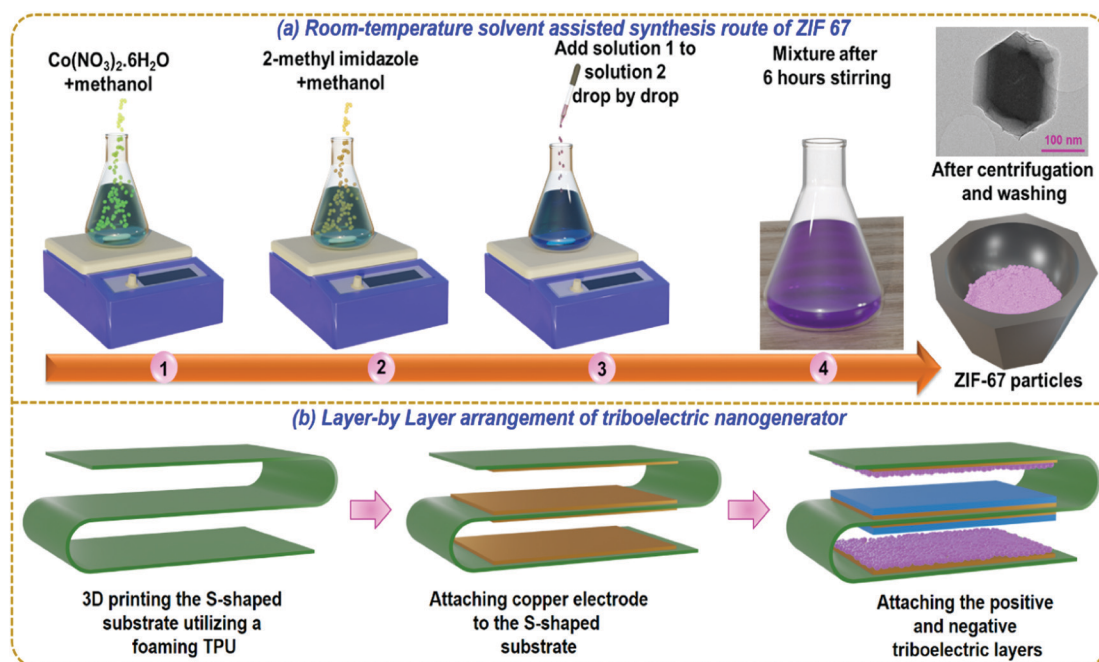 (a) Room-temperature solvent assisted synthesis route of ZIF 67
Co(NO3)2.6H2O
+methanol
2-methyl imidazole
+methanol
Add solution 1 to
solution 2
drop by drop
Mixture after
6 hours stirring
100 nm
After centrifugation
and washing
1
2
3
4
ZIF-67 particles
(b) Layer-by Layer arrangement of triboelectric nanogenerator
3D printing the S-shaped
substrate utilizing a
foaming TPU
Attaching copper electrode
to the S-shaped
substrate
Attaching the positive
and negative
triboelectric layers